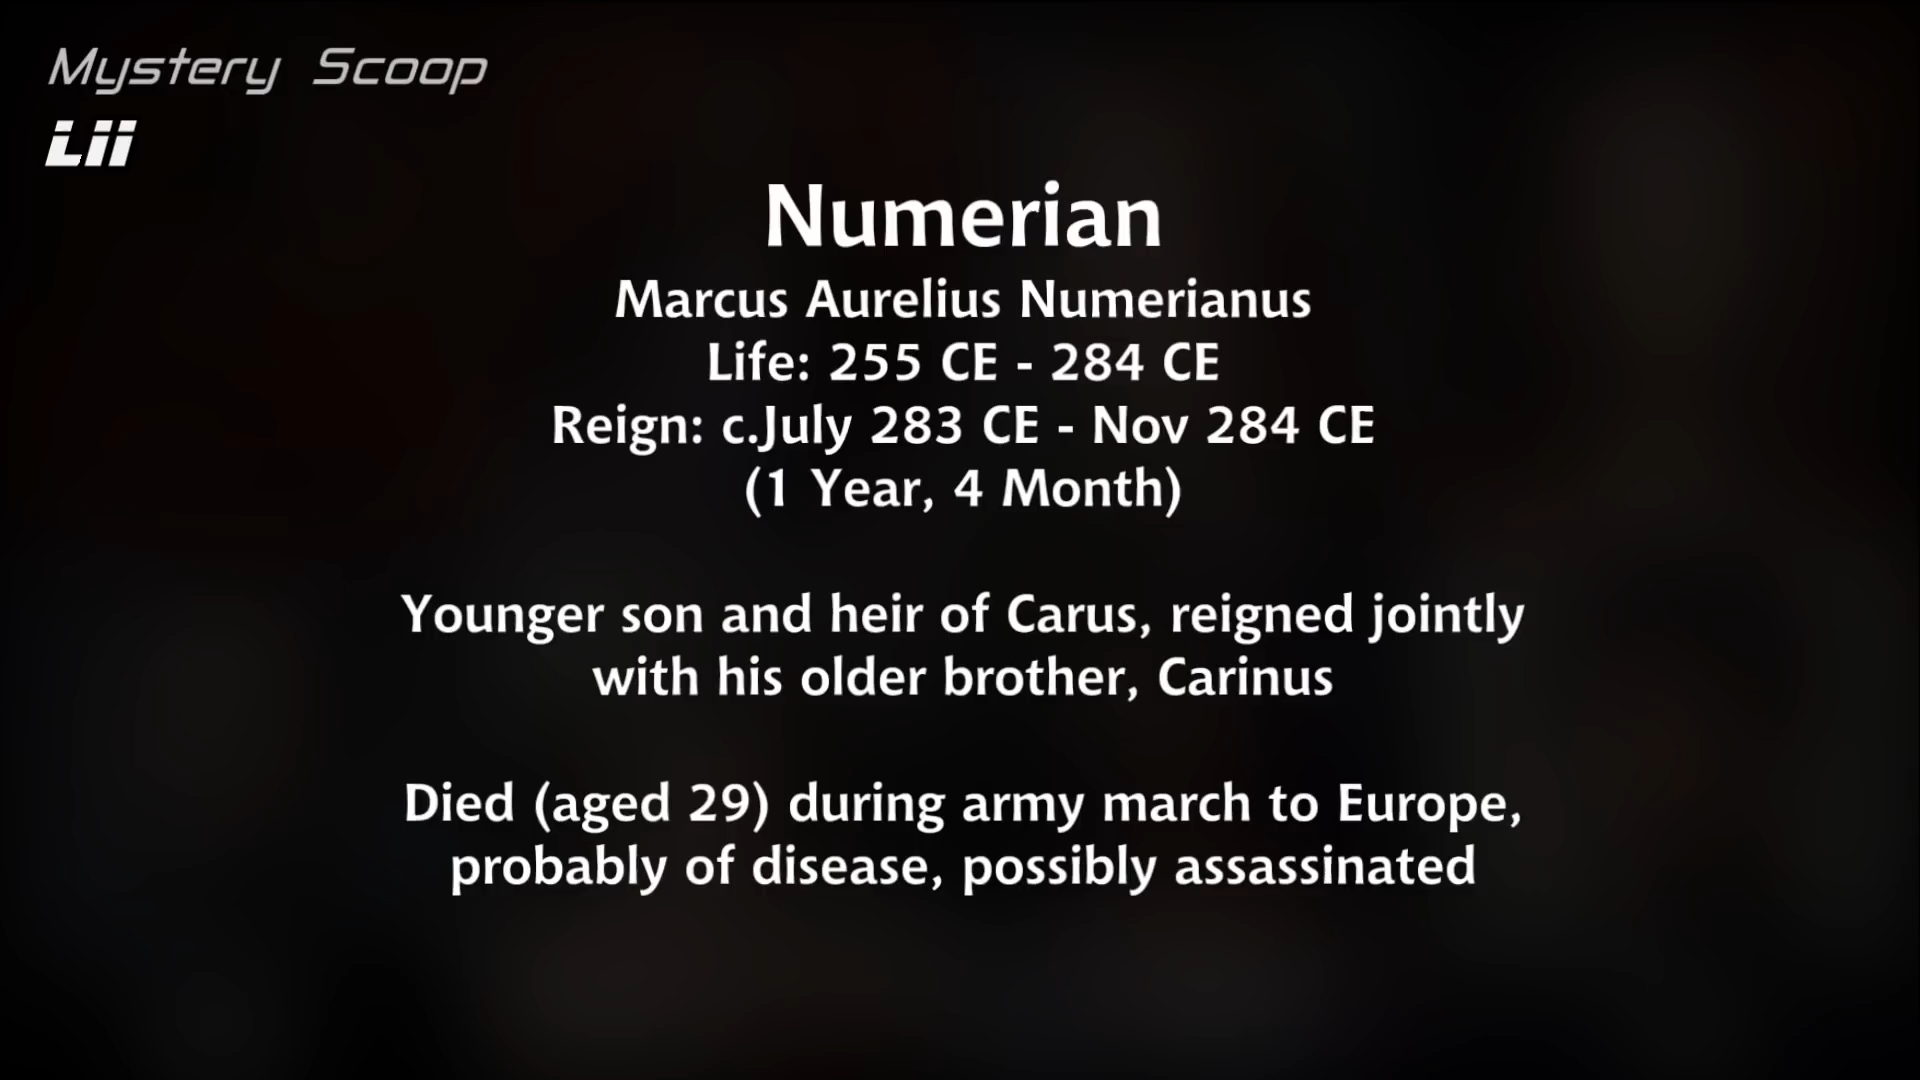 Mystery Scoop
Lii
Numerian
Marcus Aurelius Numerianus
Life: 255 CE - 284 CE
Reign: c.July 283 CE - Nov 284 CE
(1 Year, 4 Month)
Younger son and heir of Carus, reigned jointly
with his older brother, Carinus
Died (aged 29) during army march to Europe,
probably of disease, possibly assassinated